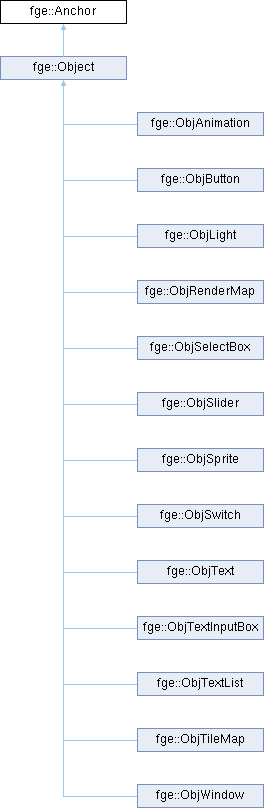 fge::Anchor
fge::Object
fge::ObjAnimation
fge::ObjButton
fge::ObjLight
fge::ObjRenderMap
fge::ObjSelectBox
fge::ObjSlider
fge::ObjSprite
fge::ObjSwitch
fge::ObjText
fge::ObjTextInputBox
fge::ObjTextList
fge::ObjTileMap
fge::ObjWindow